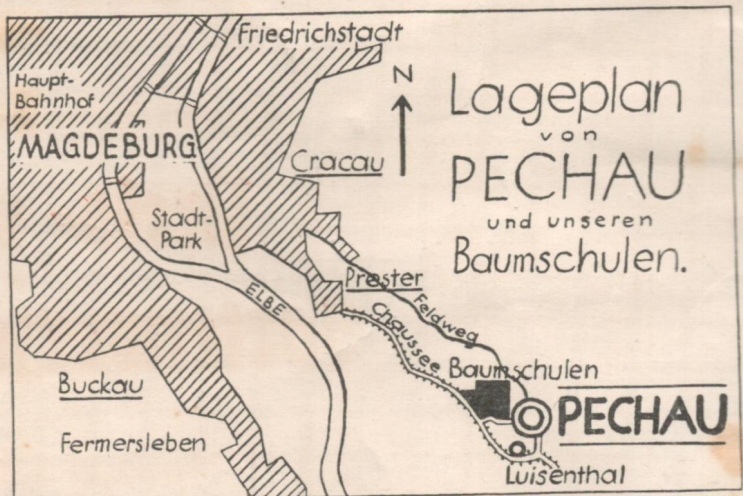 Friedrichstadt
Haupt-
Bahnhof
MAGDEBURG
N
Cracau
Stadt-
Park
Lageplan
von
PECHAU
und unseren
Baumschulen.
Prester
ELBE
Feldweg
Chaussee
Baumschulen
Buckau
PECHAU
Fermersleben
Luisenthal